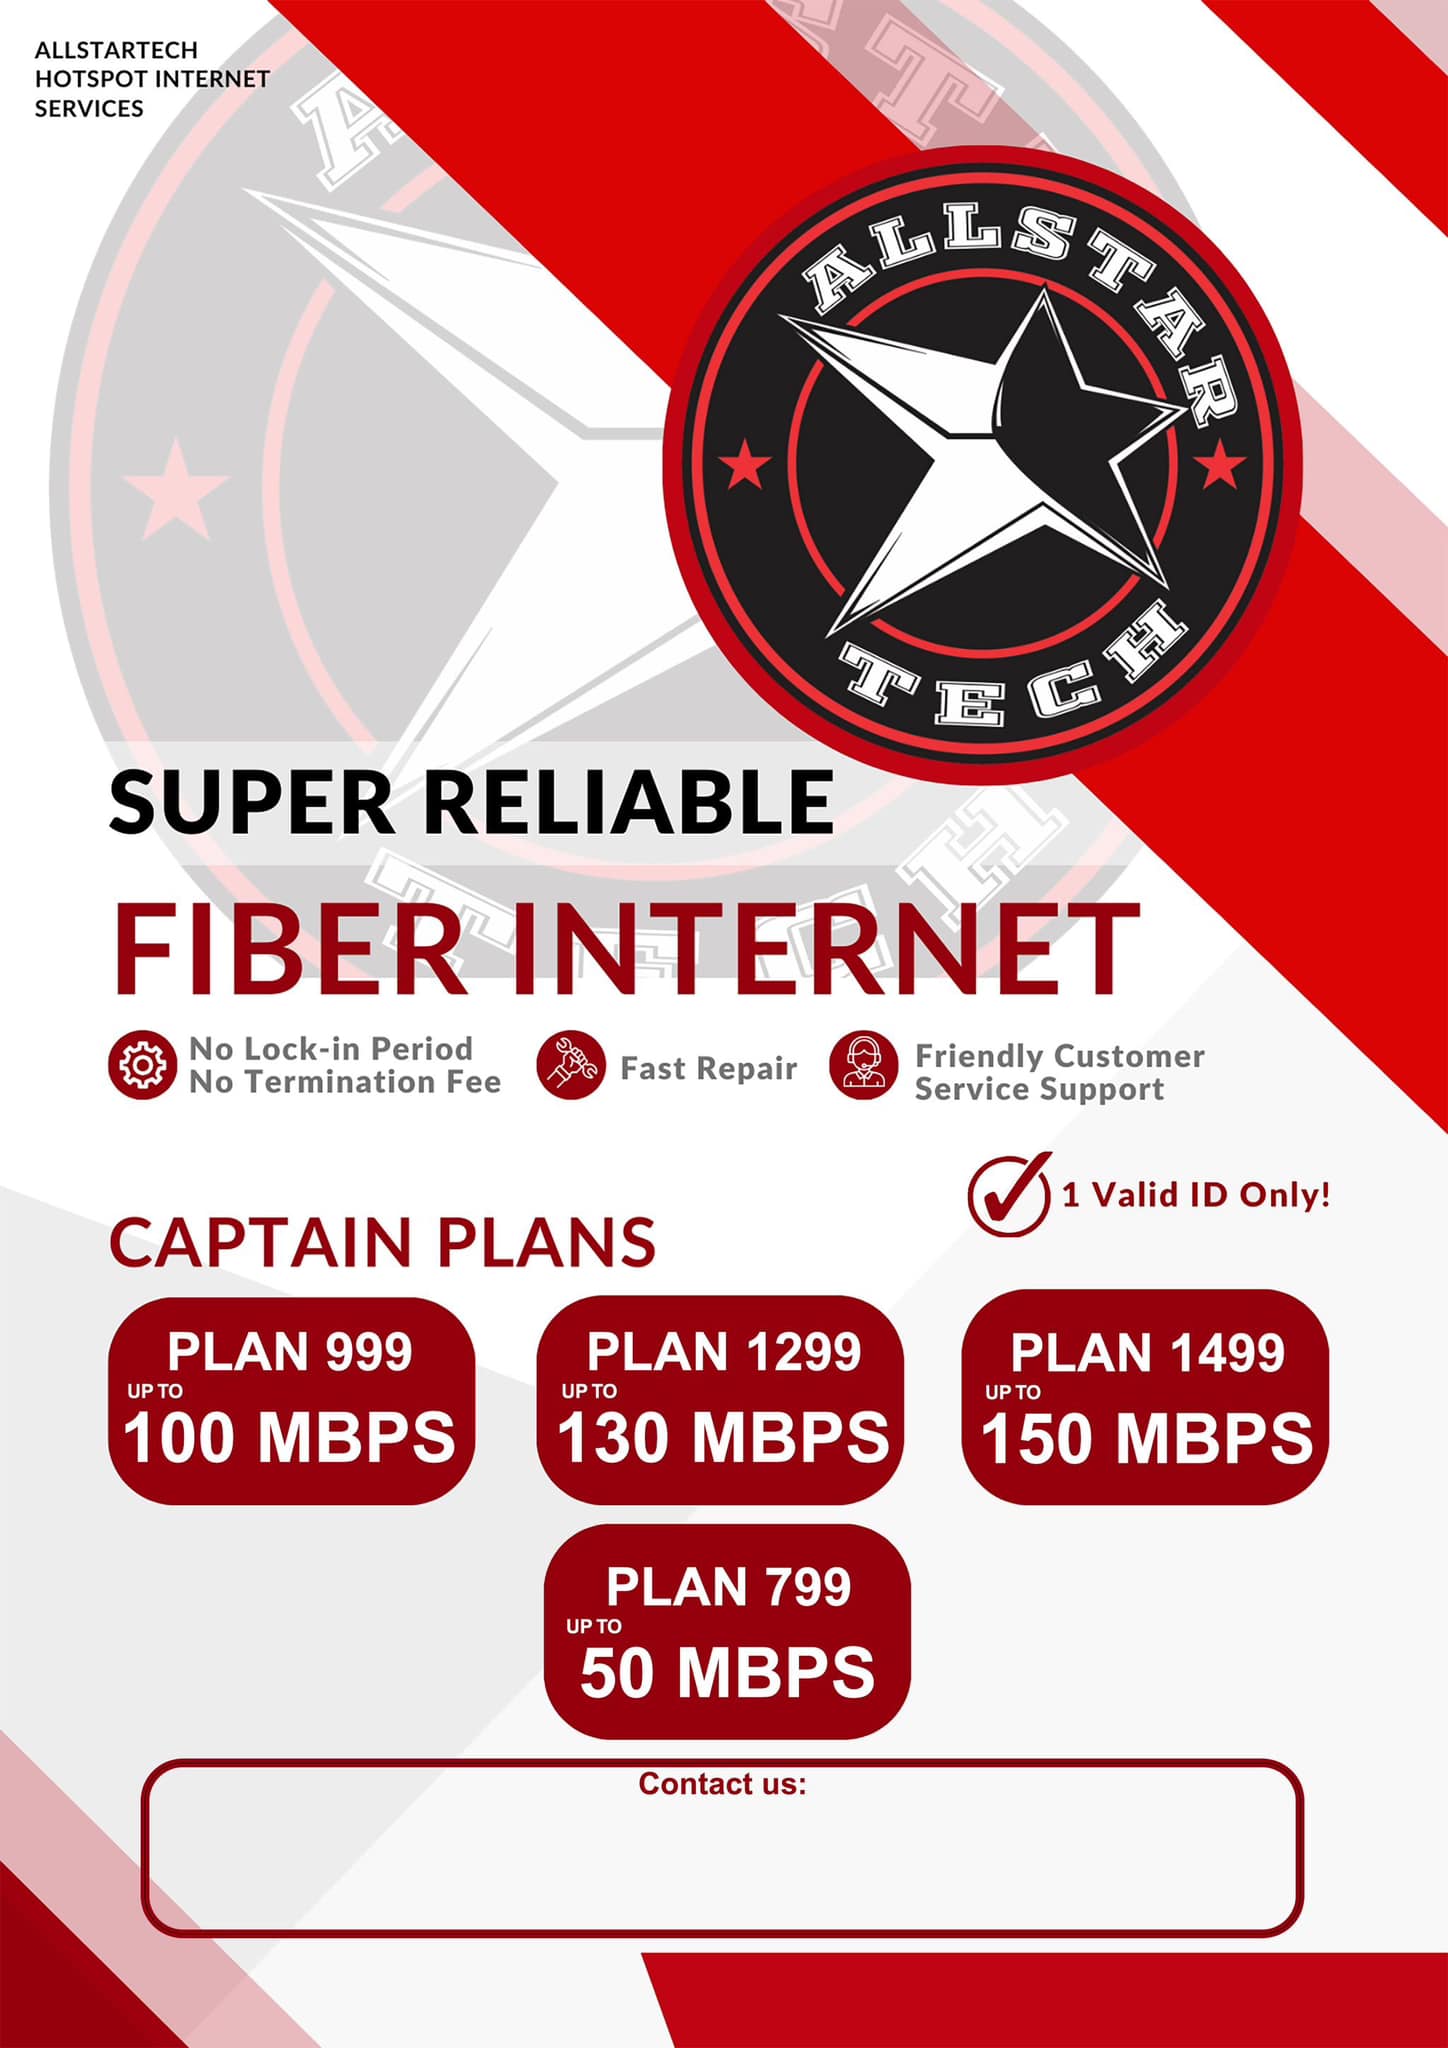 ALLSTARTECH
HOTSPOT INTERNET
SERVICES
ALLSTAR
TECH
SUPER RELIABLE
FIBER INTERNET
No Lock-in Period
No Termination Fee
Fast Repair
Friendly Customer
Service Support
1 Valid ID Only!
CAPTAIN PLANS
PLAN 999
UP TO
100 MBPS
PLAN 1299
UP TO
130 MBPS
PLAN 1499
UP TO
150 MBPS
PLAN 799
UP TO
50 MBPS
Contact us: